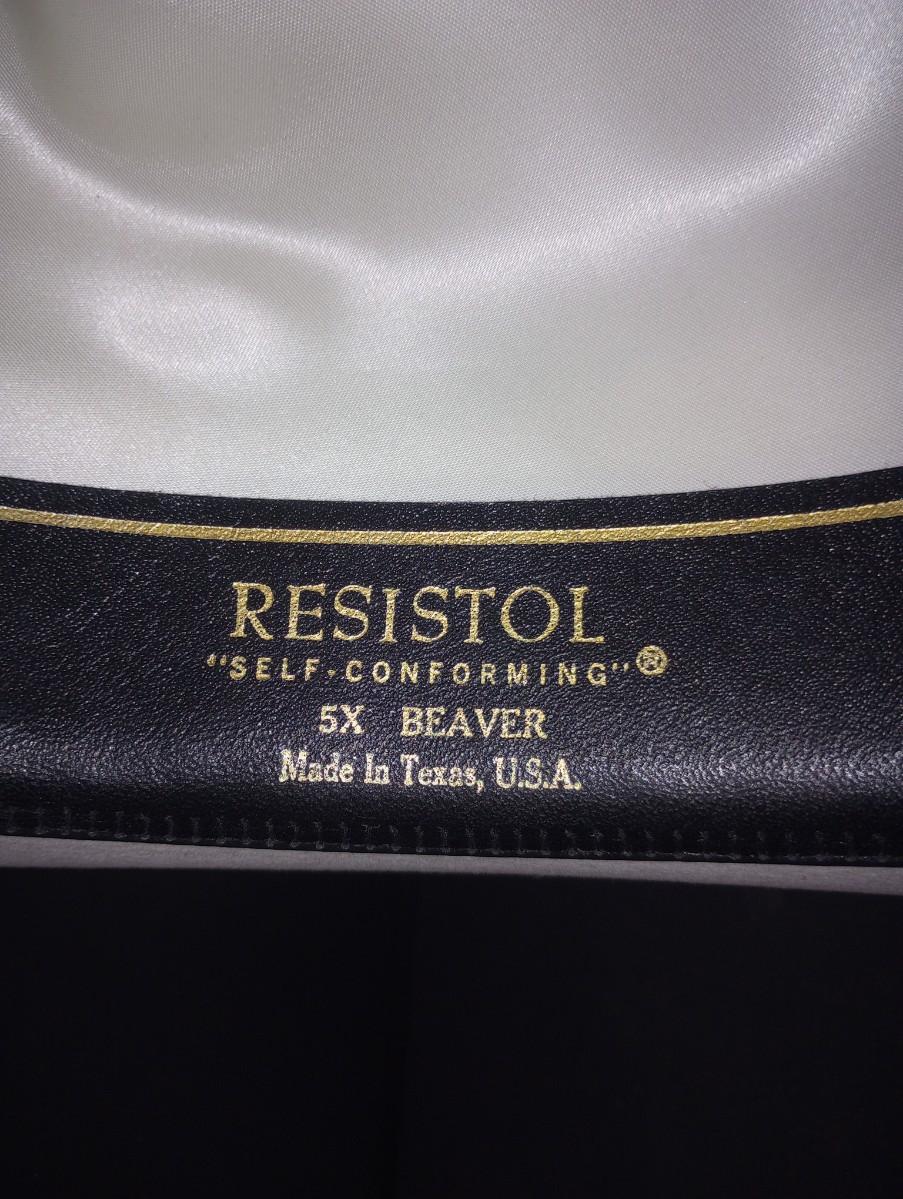 RESISTOL
"SELF-CONFORMING"®
5X BEAVER
Made In Texas, U.S.A.